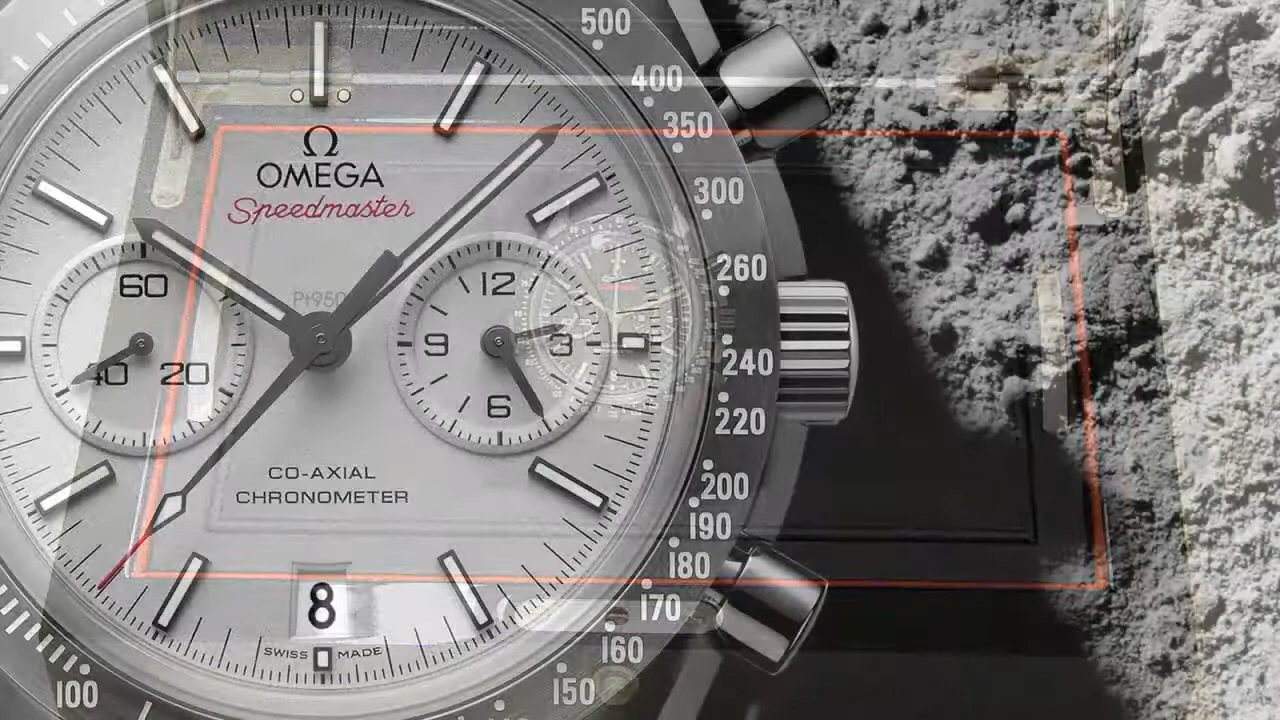 Ω
OMEGA
Speedmaster
Pt950
60
40 20
12
9 3
6
CO-AXIAL
CHRONOMETER
8
SWISS MADE
500
400
350
300
260
240
220
200
190
180
170
160
150
100